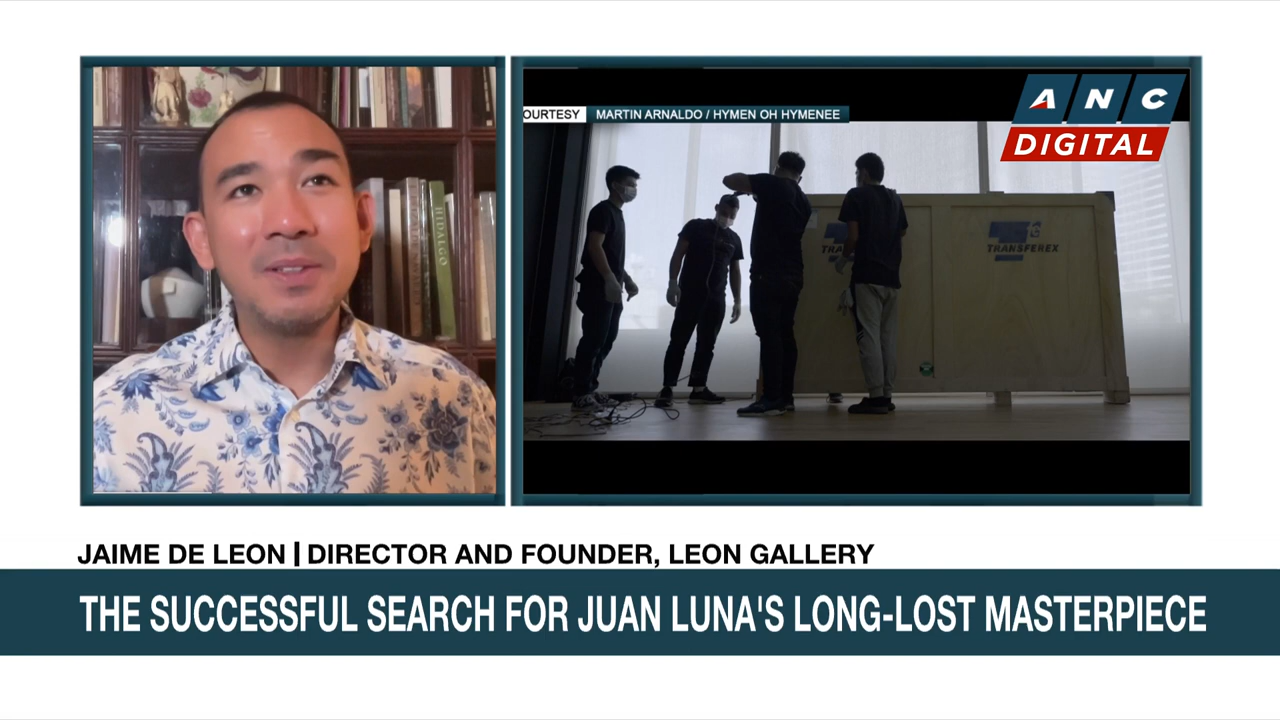 ANC
DIGITAL
OURTESY MARTIN ARNALDO / HYMEN OH HYMENEE
HIDALGO
TRANSFEREX
JAIME DE LEON | DIRECTOR AND FOUNDER, LEON GALLERY
THE SUCCESSFUL SEARCH FOR JUAN LUNA'S LONG-LOST MASTERPIECE